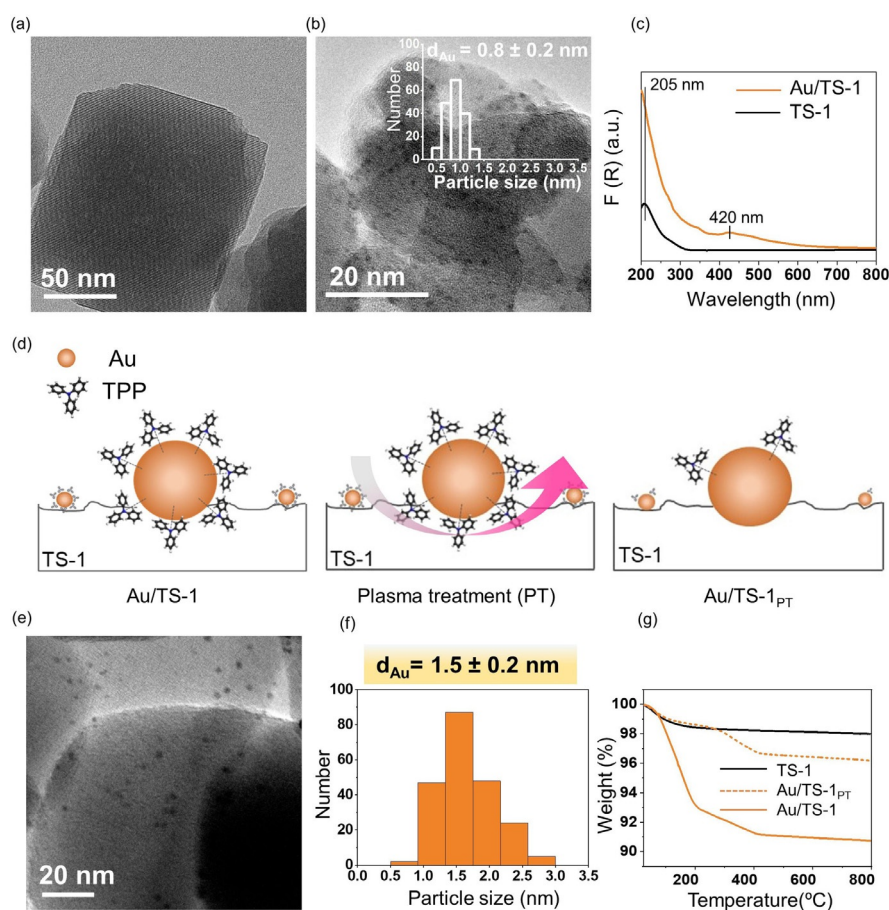 (a)
50 nm
(b)
d_Au = 0.8 ± 0.2 nm
100
80
60
40
20
0
Number
0.5 1.0 1.5 2.0 2.5 3.0 3.5
Particle size (nm)
20 nm
(c)
205 nm
Au/TS-1
TS-1
420 nm
F (R) (a.u.)
200 300 400 500 600 700 800
Wavelength (nm)
(d)
Au
TPP
TS-1
TS-1
TS-1
Au/TS-1
Plasma treatment (PT)
Au/TS-1_PT
(e)
20 nm
(f)
d_Au= 1.5 ± 0.2 nm
100
80
60
40
20
0
Number
0.0 0.5 1.0 1.5 2.0 2.5 3.0 3.5
Particle size (nm)
(g)
100
98
96
94
92
90
Weight (%)
TS-1
Au/TS-1_PT
Au/TS-1
200 400 600 800
Temperature(ºC)